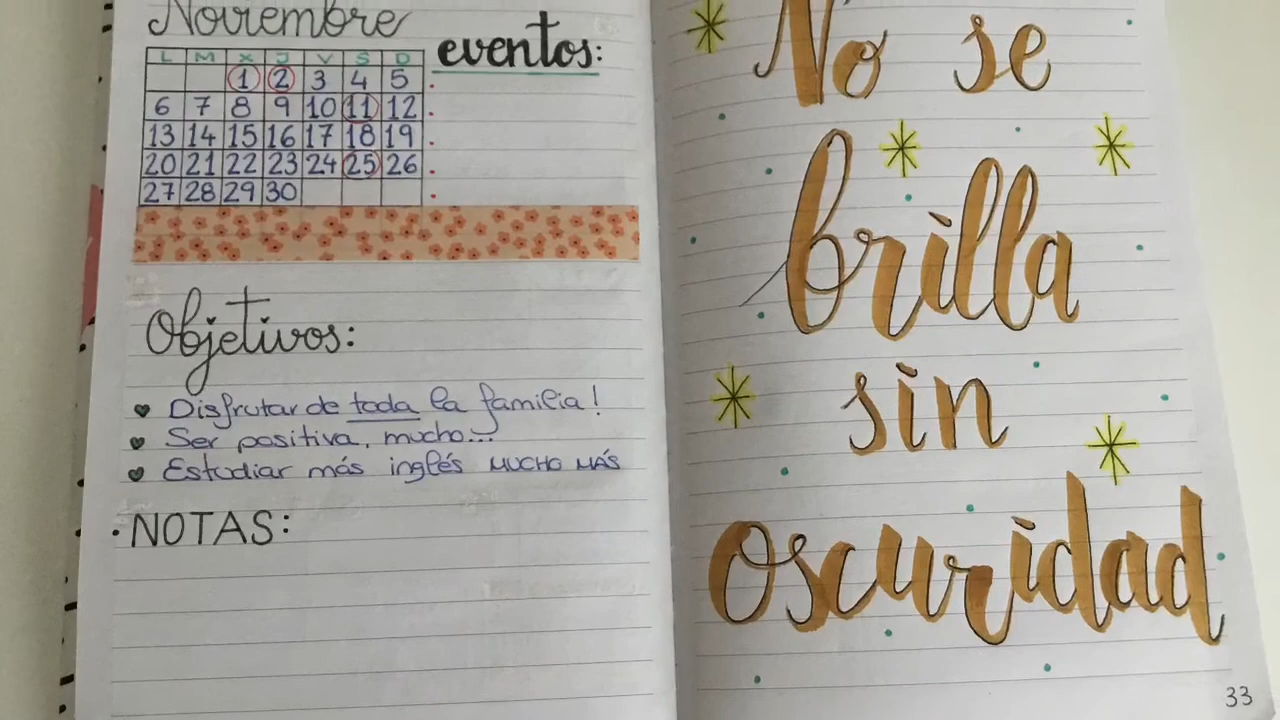 Noviembre
eventos:
L M X J V S D
1 2 3 4 5
6 7 8 9 10 11 12
13 14 15 16 17 18 19
20 21 22 23 24 25 26
27 28 29 30
Objetivos:
Disfrutar de toda la familia!
Ser positiva, mucho...
Estudiar más inglés MUCHO MÁS
· NOTAS:
No se
brilla
sin
oscuridad
33